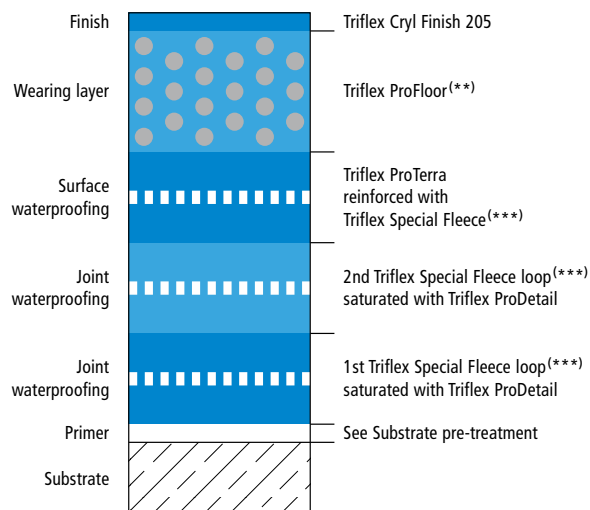 Finish
Triflex Cryl Finish 205
Wearing layer
Triflex ProFloor(**)
Surface
waterproofing
Triflex ProTerra
reinforced with
Triflex Special Fleece(***)
Joint
waterproofing
2nd Triflex Special Fleece loop(***)
saturated with Triflex ProDetail
Joint
waterproofing
1st Triflex Special Fleece loop(***)
saturated with Triflex ProDetail
Primer
See Substrate pre-treatment
Substrate